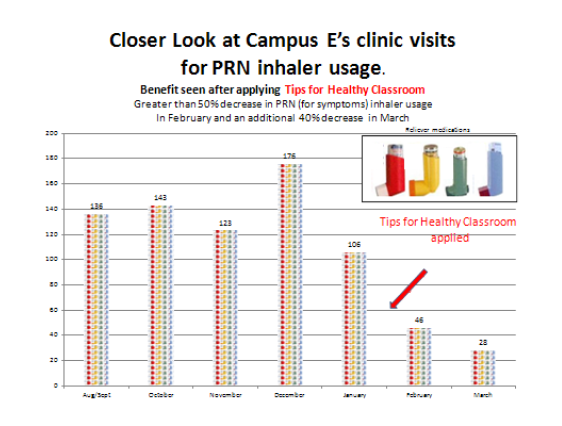 Closer Look at Campus E's clinic visits
for PRN inhaler usage.
Benefit seen after applying Tips for Healthy Classroom
Greater than 50% decrease in PRN (for symptoms) inhaler usage
In February and an additional 40% decrease in March
200
180
160
140
120
100
80
60
40
20
0
136
143
123
176
106
46
28
Tips for Healthy Classroom
applied
Aug/Sept
October
November
December
January
February
March